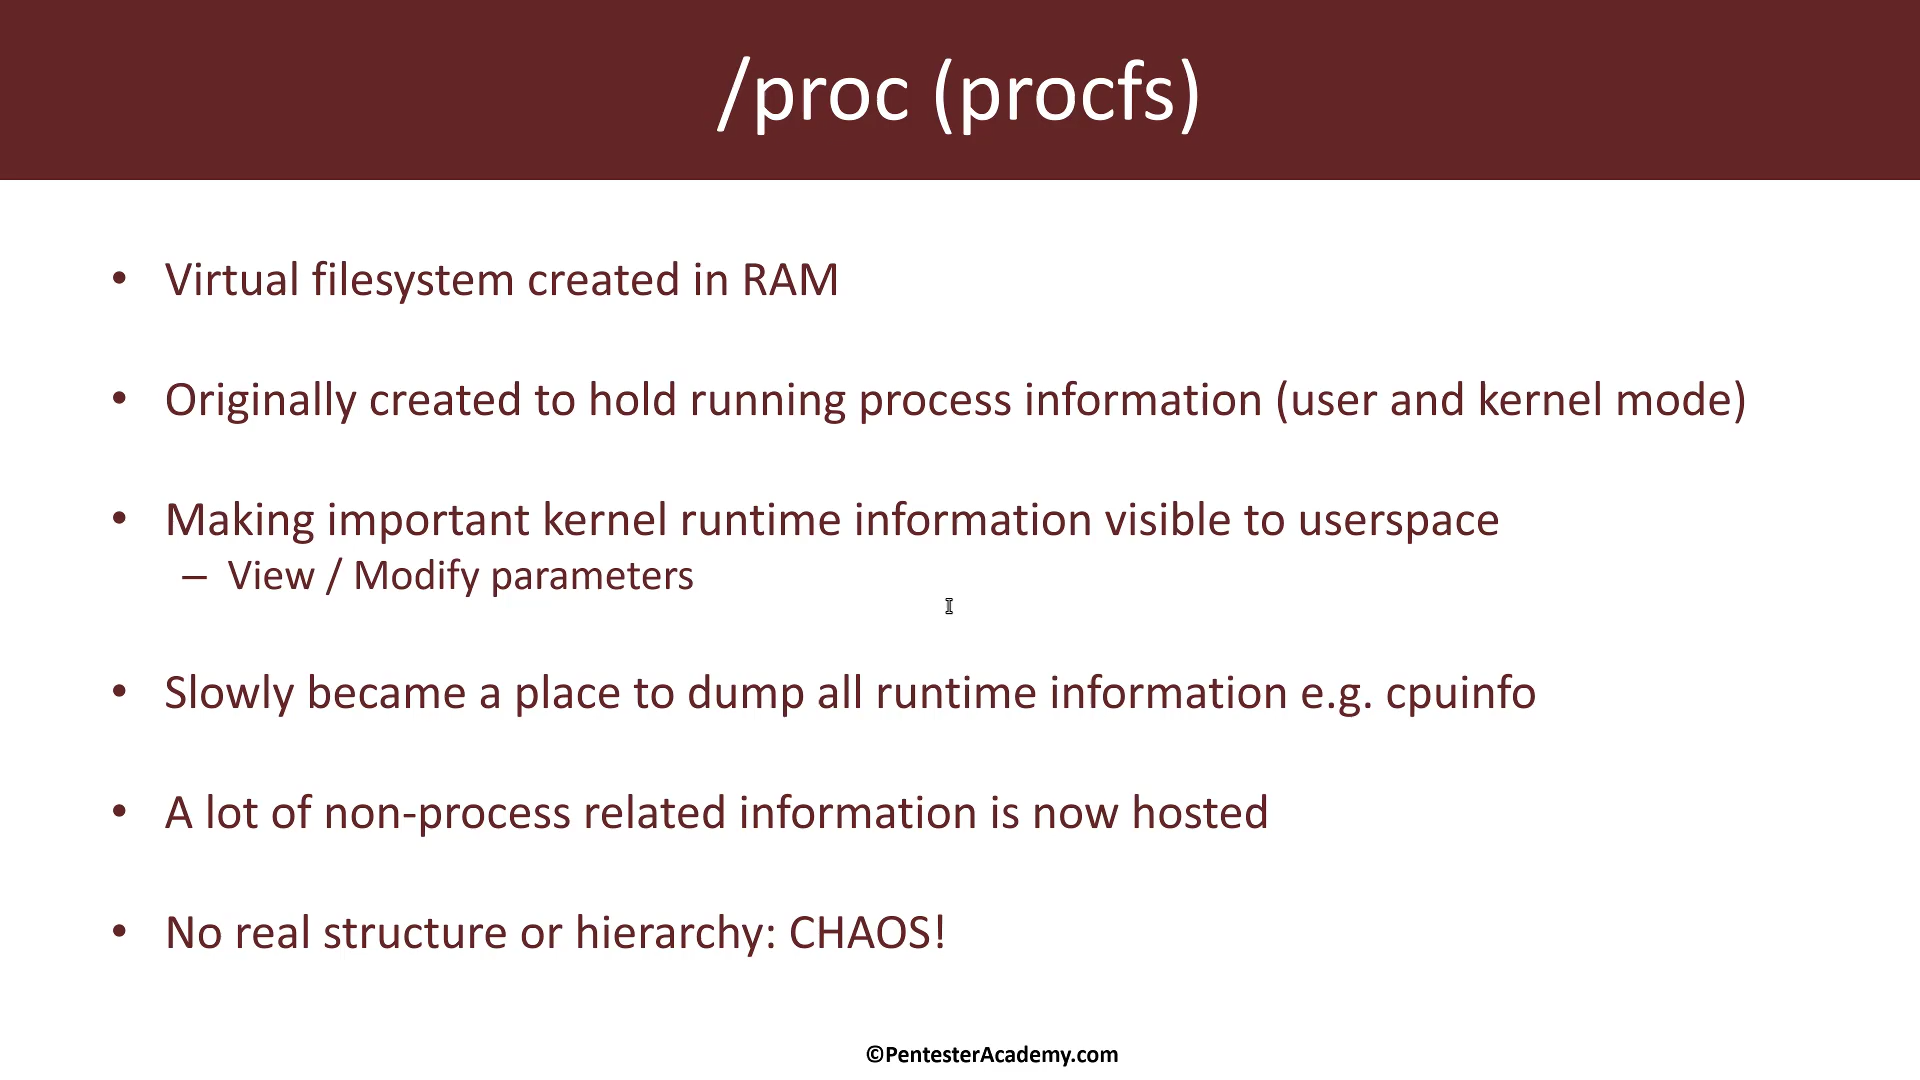 /proc (procfs)
• Virtual filesystem created in RAM
• Originally created to hold running process information (user and kernel mode)
• Making important kernel runtime information visible to userspace
– View / Modify parameters
• Slowly became a place to dump all runtime information e.g. cpuinfo
• A lot of non-process related information is now hosted
• No real structure or hierarchy: CHAOS!
©PentesterAcademy.com